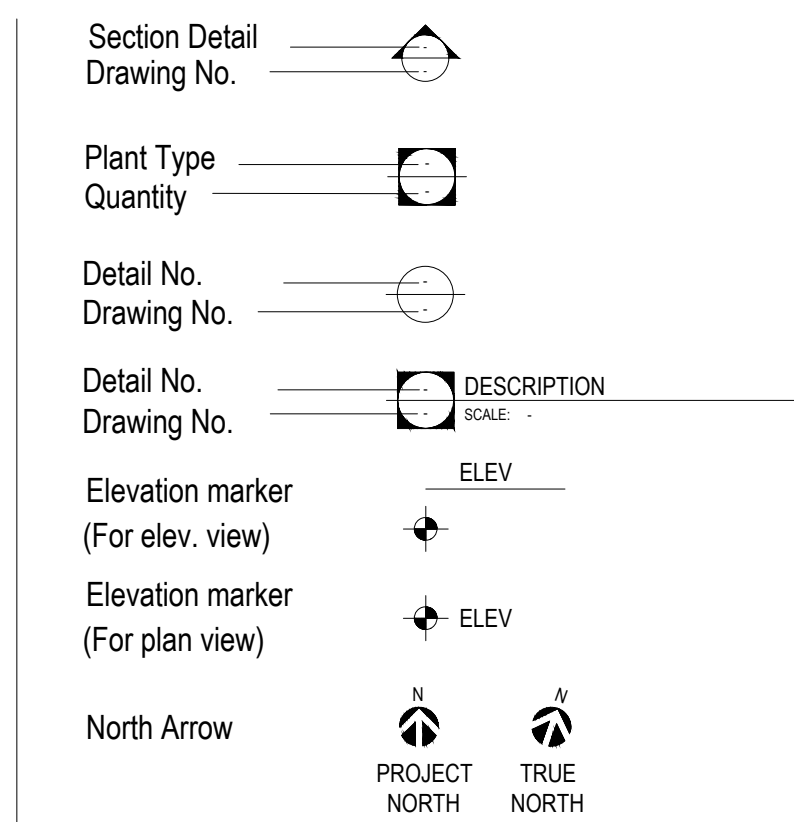 Section Detail
-
Drawing No.
-
Plant Type
-
Quantity
-
Detail No.
-
Drawing No.
-
Detail No.
- DESCRIPTION
Drawing No.
- SCALE: -
Elevation marker
ELEV
(For elev. view)
Elevation marker
ELEV
(For plan view)
North Arrow
N N
PROJECT TRUE
NORTH NORTH